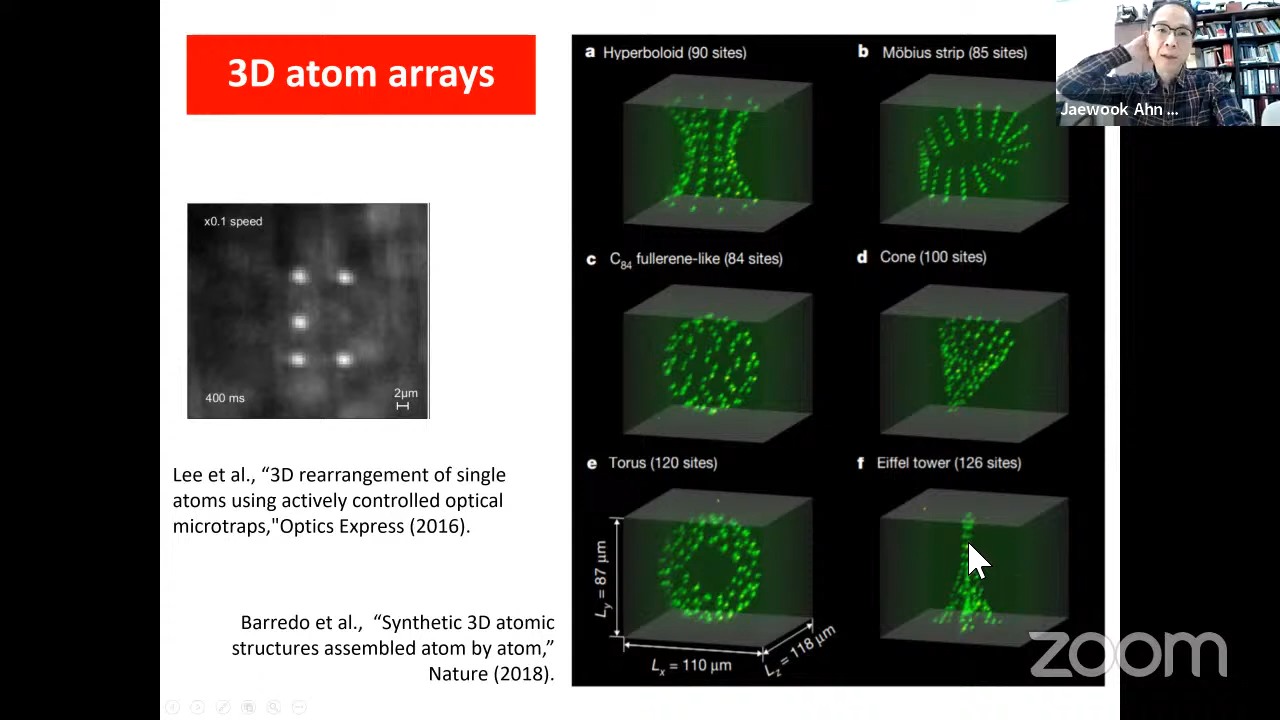 3D atom arrays
x0.1 speed
400 ms
2μm
Lee et al., “3D rearrangement of single
atoms using actively controlled optical
microtraps,"Optics Express (2016).
Barredo et al., “Synthetic 3D atomic
structures assembled atom by atom,”
Nature (2018).
a Hyperboloid (90 sites)
b Möbius strip (85 sites)
c C84 fullerene-like (84 sites)
d Cone (100 sites)
e Torus (120 sites)
f Eiffel tower (126 sites)
Ly = 87 μm
Lx = 110 μm
Lz = 118 μm
Jaewook Ahn ...
zoom